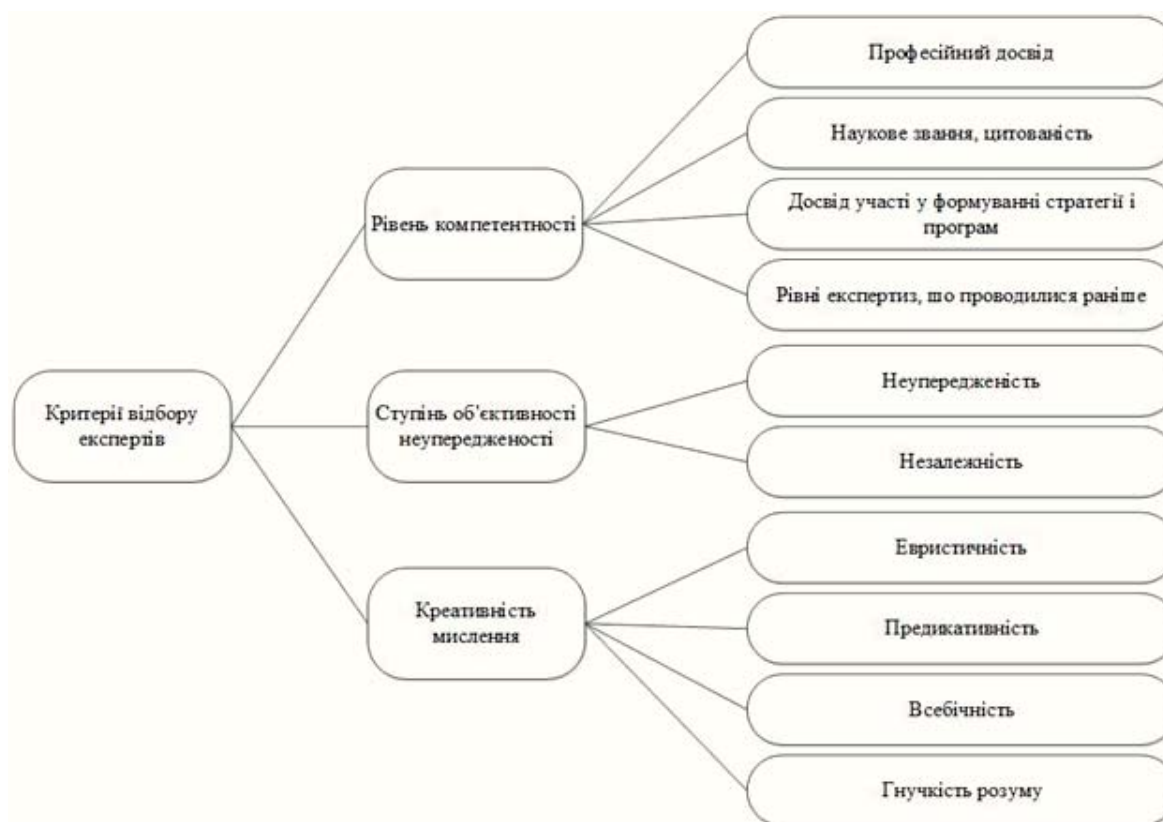 Критерії відбору
експертів
Рівень компетентності
Професійний досвід
Наукове звання, цитованість
Досвід участі у формуванні стратегії і
програм
Рівні експертиз, шо проводилися раніше
Ступінь об’єктивності
неупередженості
Неупередженість
Незалежність
Креативність
мислення
Евристичність
Предикативність
Всебічність
Гнучкість розуму